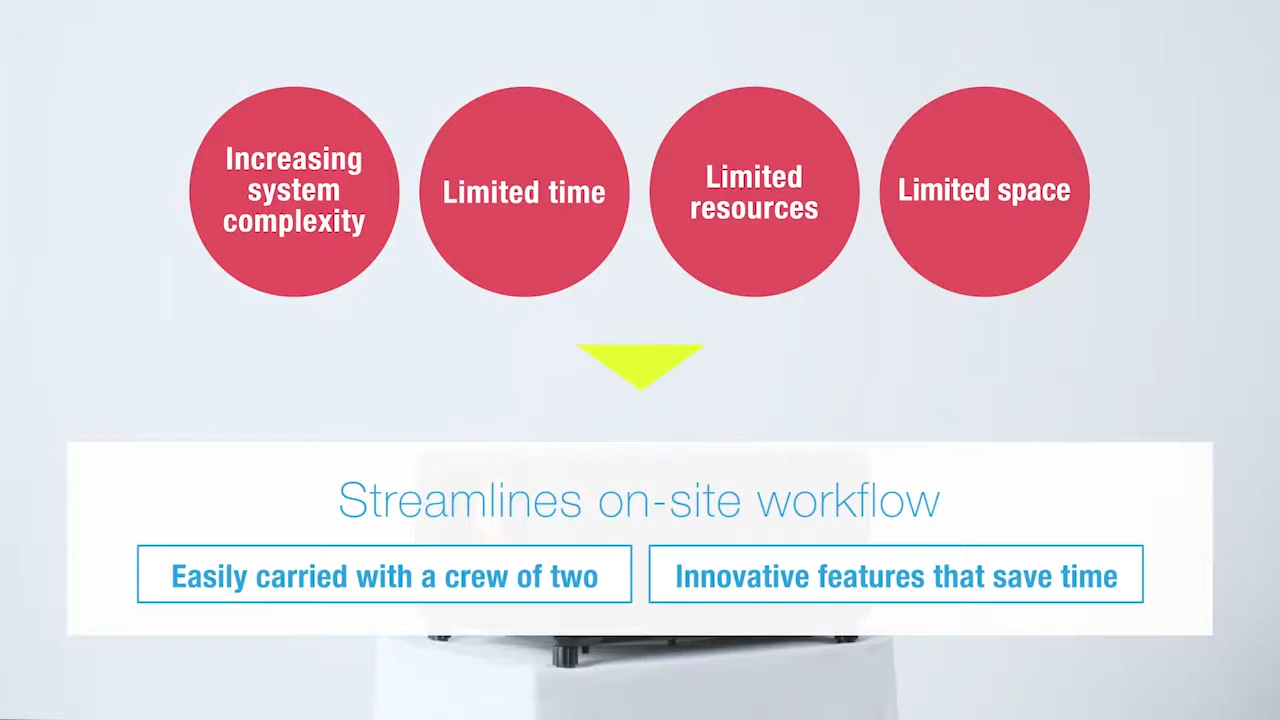 Increasing
system
complexity
Limited time
Limited
resources
Limited space
Streamlines on-site workflow
Easily carried with a crew of two
Innovative features that save time